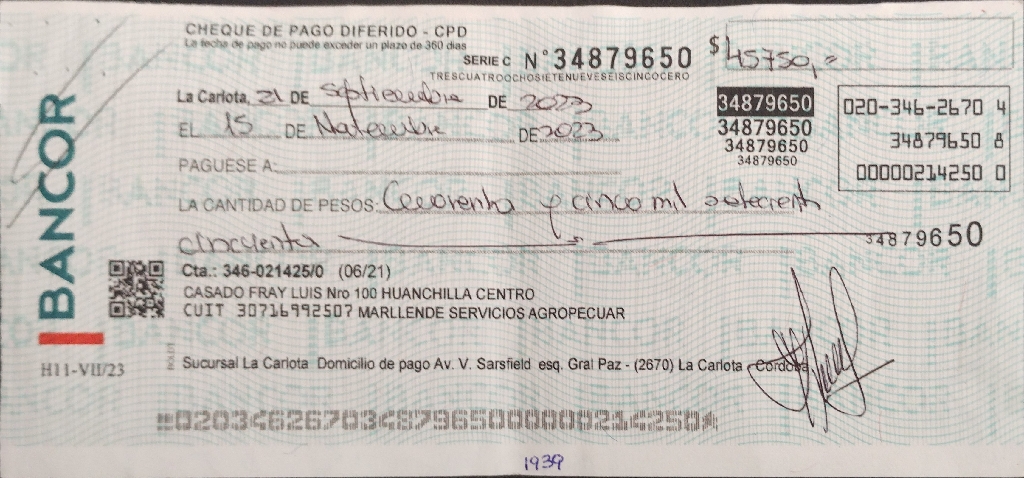 CHEQUE DE PAGO DIFERIDO - CPD
La fecha de pago no puede exceder un plazo de 360 días
SERIE C N°34879650 $45750,=
TRESCUATROOCHOSIETENUEVESEISCINCOCERO
La Carlota, 21 DE septiembre DE 2023
EL 15 DE DE 2023
34879650
34879650
34879650
34879650
020-346-2670 4
34879650 8
00000214250 0
PAGUESE A:
LA CANTIDAD DE PESOS: y cinco mil
cincuenta
34879650
BANCOR
Cta.: 346-021425/0 (06/21)
CASADO FRAY LUIS Nro 100 HUANCHILLA CENTRO
CUIT 30716992507 MARLLENDE SERVICIOS AGROPECUAR
H11-VII/23
Sucursal La Carlota Domicilio de pago Av. V. Sarsfield esq. Gral Paz - (2670) La Carlota - Córdoba
02034626703487965000000214250
1939